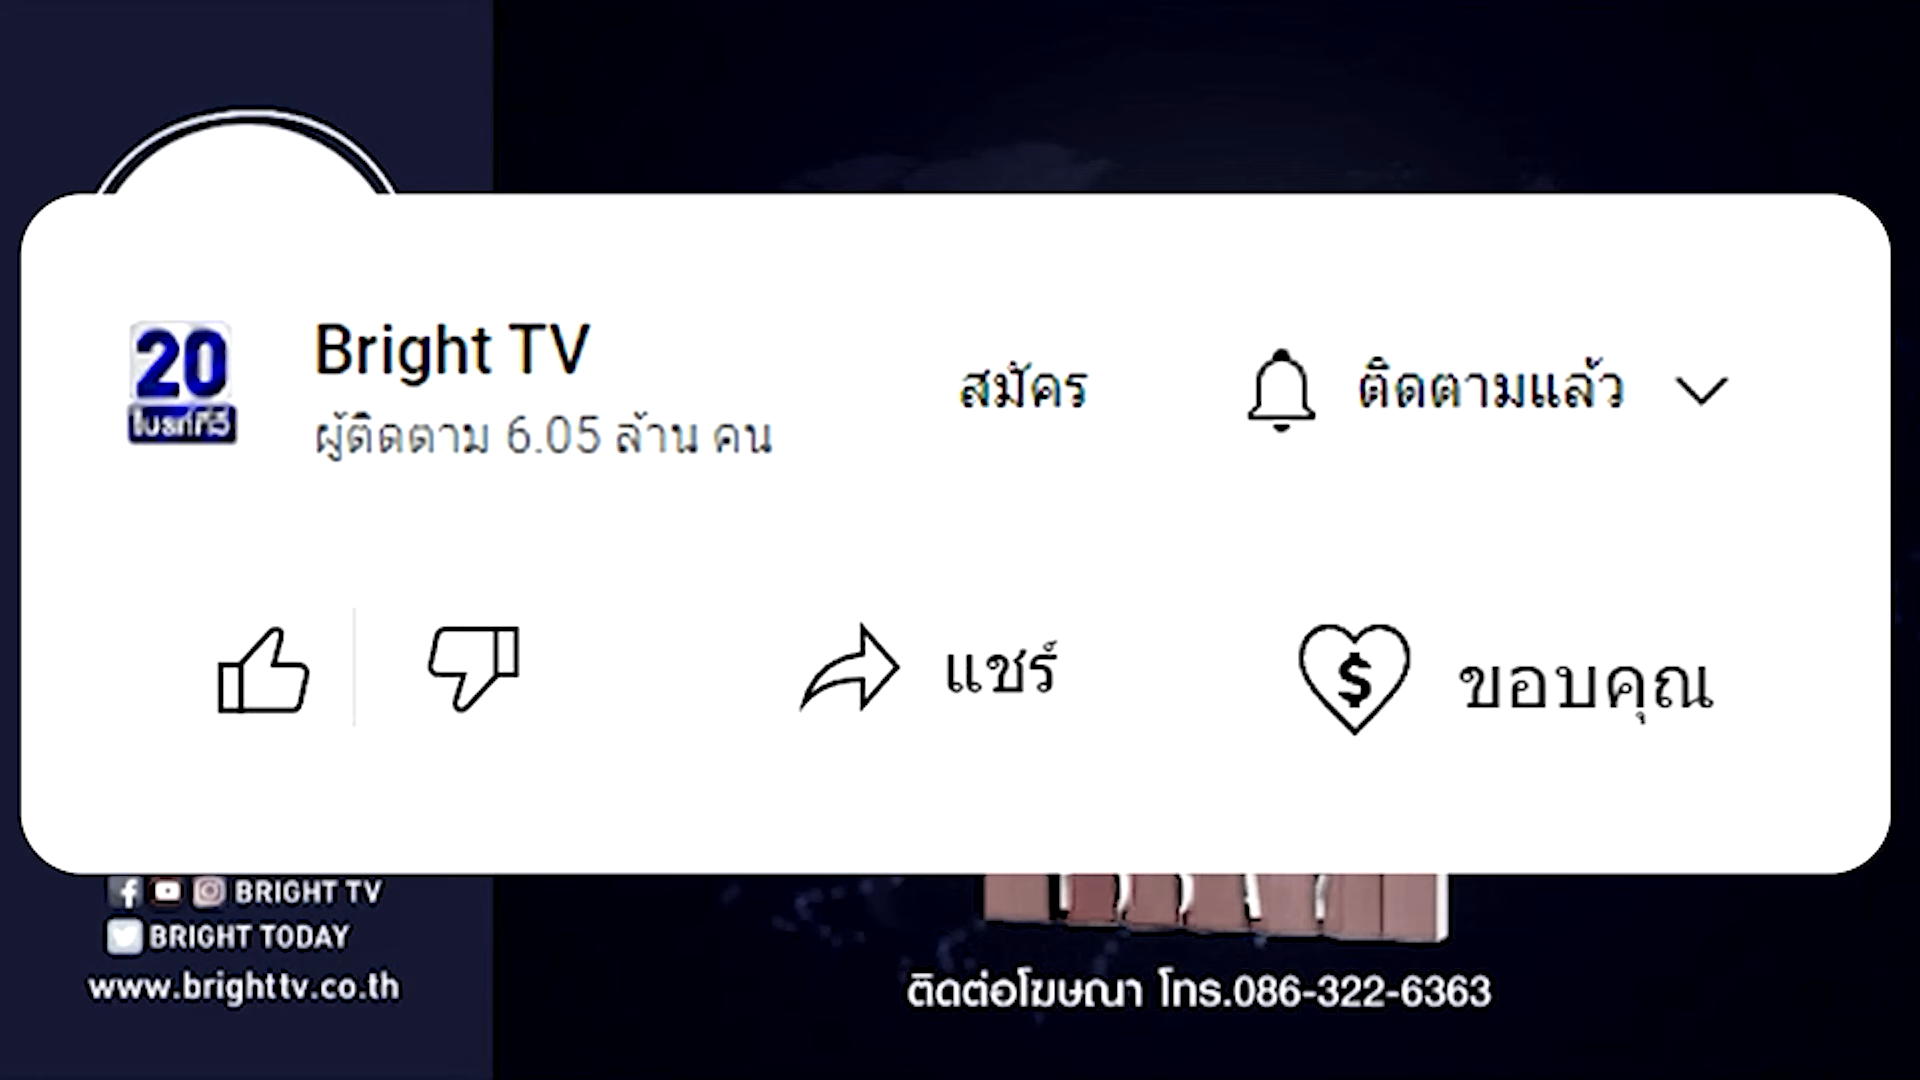 20
ไบรท์ทีวี
Bright TV
ผู้ติดตาม 6.05 ล้าน คน
สมัคร
ติดตามแล้ว
แชร์
$
ขอบคุณ
BRIGHT TV
BRIGHT TODAY
www.brighttv.co.th
ติดต่อโฆษณา โทร.086-322-6363